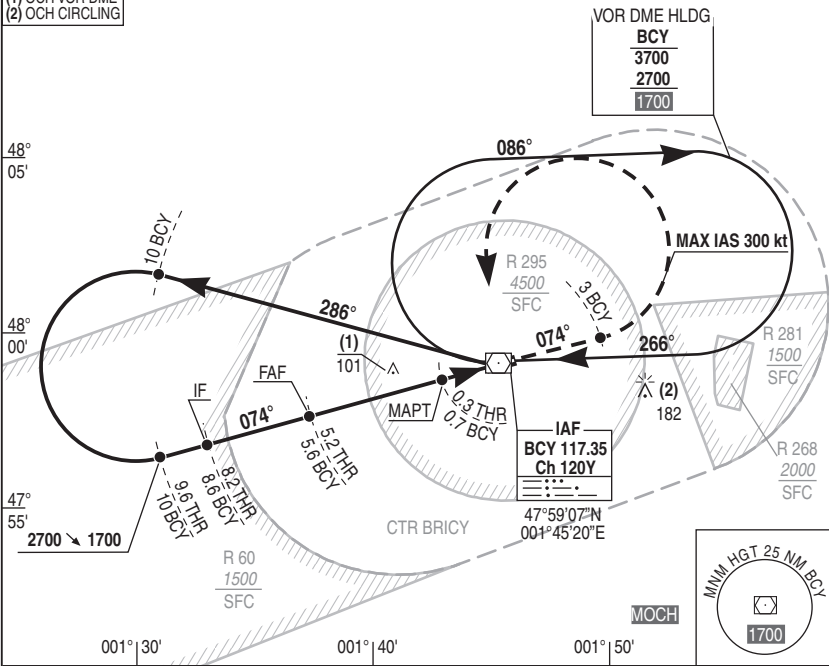 (2) OCH CIRCLING
VOR DME HLDG
BCY
3700
2700
1700
48°
05'
086°
10 BCY
MAX IAS 300 kt
R 295
4500
SFC
3 BCY
286°
074°
266°
48°
00'
(1)
101
R 281
1500
SFC
FAF
IF
074°
MAPT
0.3 THR
0.7 BCY
(2)
182
5.2 THR
5.6 BCY
8.2 THR
8.6 BCY
9.6 THR
10 BCY
IAF
BCY 117.35
Ch 120Y
R 268
2000
SFC
47°59'07"N
001°45'20"E
47°
55'
CTR BRICY
2700 ↘ 1700
R 60
1500
SFC
MNM HGT 25 NM BCY
1700
MOCH
001°30'
001°40'
001°50'